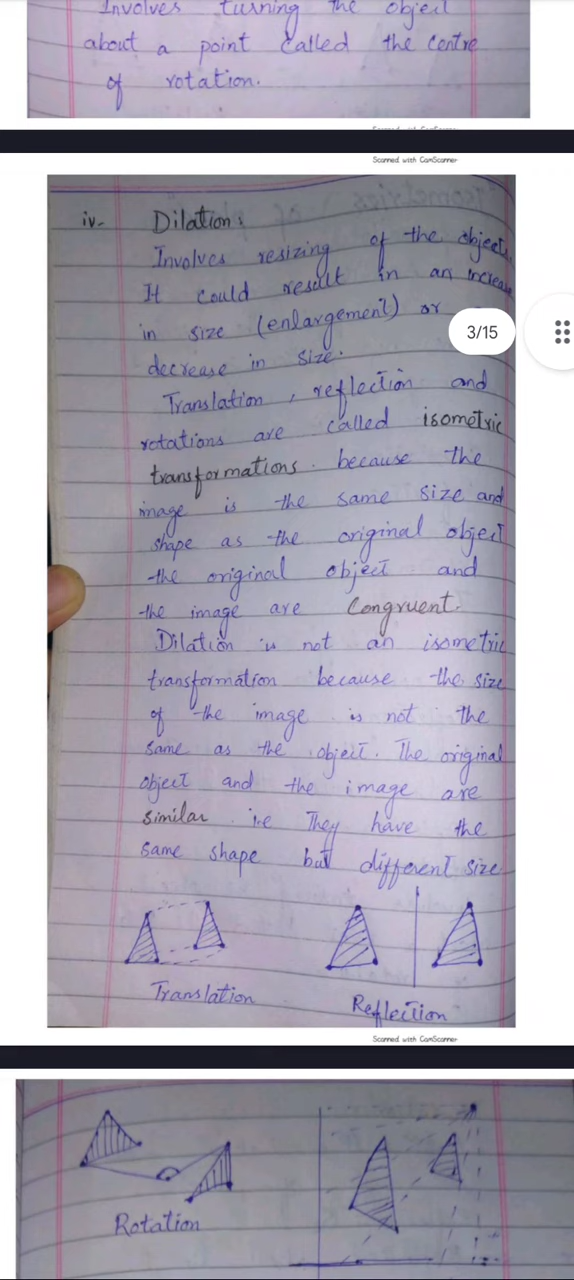 Involves turning the object
about a point called the centre
of rotation.
Scanned with CamScanner
iv- Dilation:
Involves resizing of the object.
It could result in an increase
in size (enlargement) or
3/15
decrease in size.
Translation, reflection and
rotations are called isometric
transformations. because the
image is the same size and
shape as the original object
the original object and
the image are Congruent.
Dilation is not an isometric
transformation because the size
of the image is not the
same as the object. The original
object and the image are
similar i.e They have the
same shape but different size
Translation
Reflection
Scanned with CamScanner
Rotation